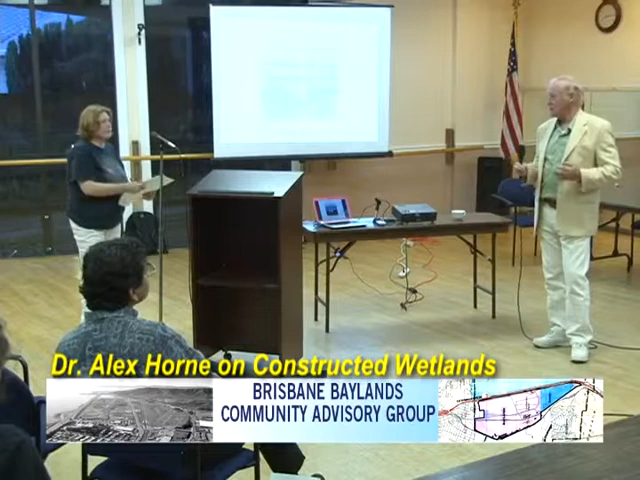 Dr. Alex Horne on Constructed Wetlands
BRISBANE BAYLANDS
COMMUNITY ADVISORY GROUP